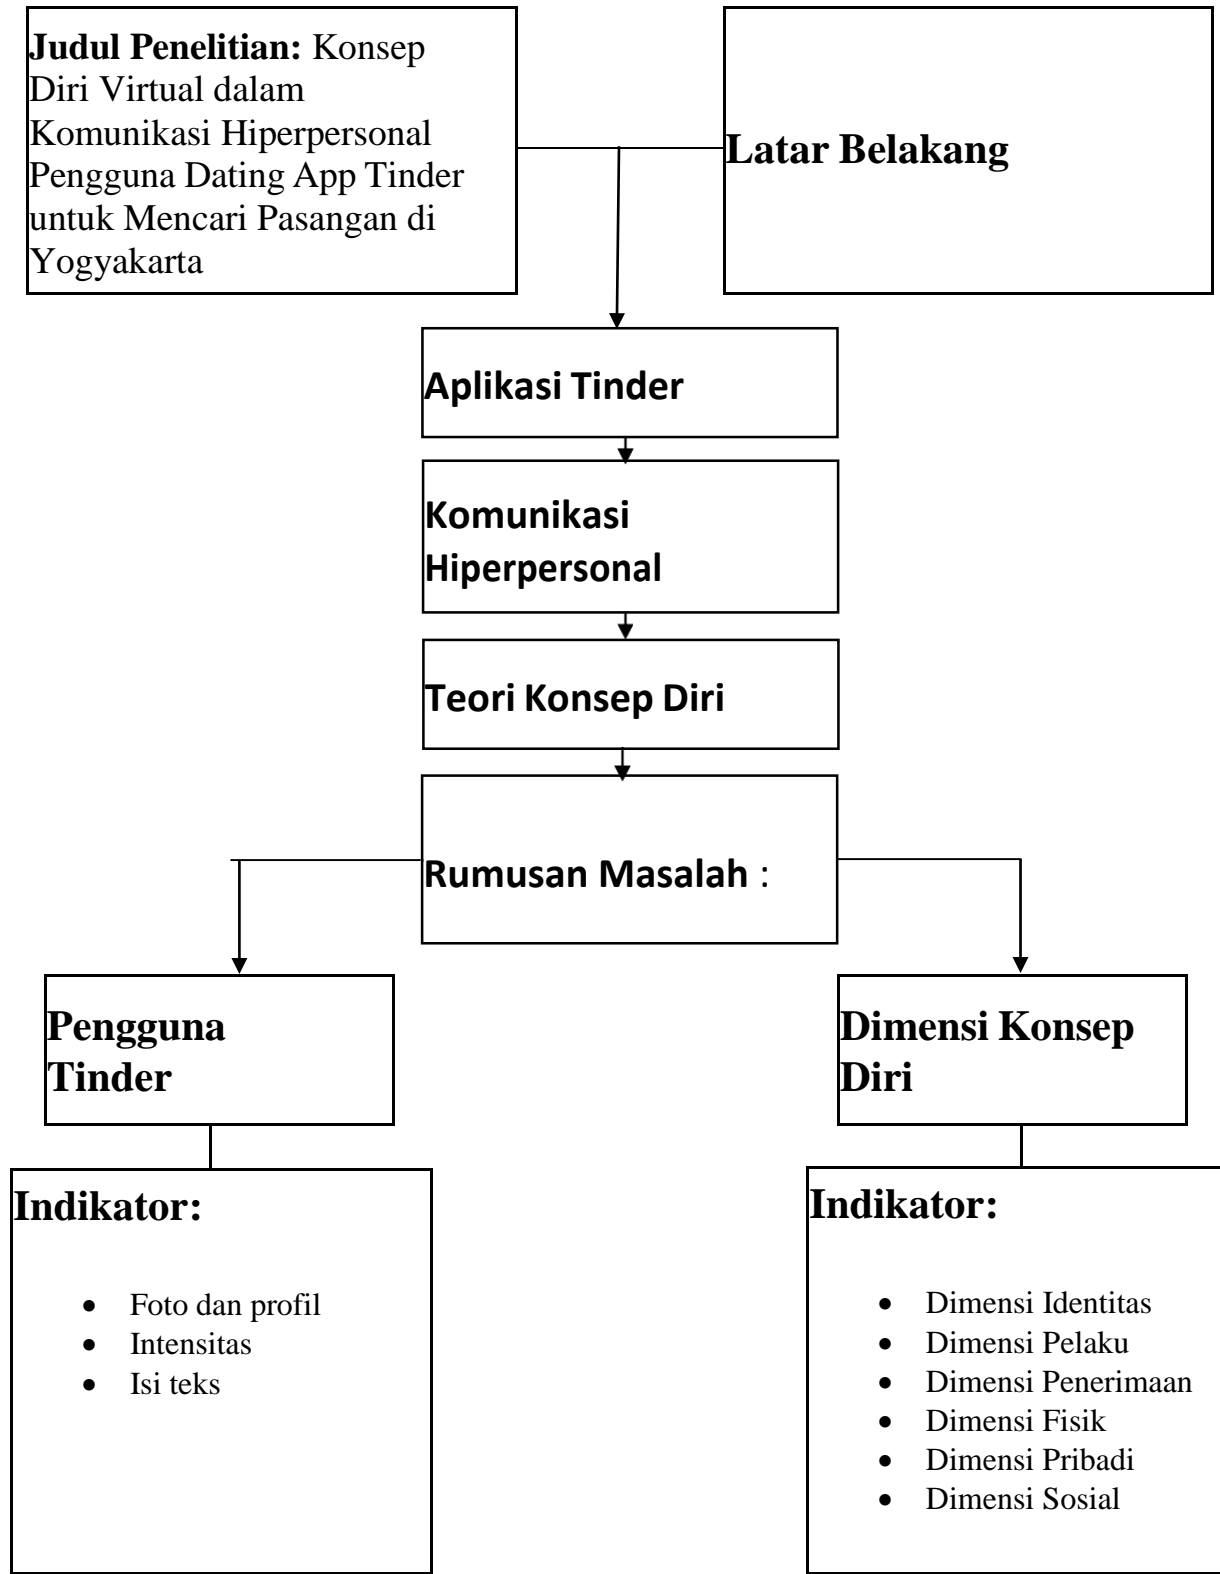 Judul Penelitian: Konsep
Diri Virtual dalam
Komunikasi Hiperpersonal
Pengguna Dating App Tinder
untuk Mencari Pasangan di
Yogyakarta
Latar Belakang
Aplikasi Tinder
Komunikasi
Hiperpersonal
Teori Konsep Diri
Rumusan Masalah :
Pengguna
Tinder
Dimensi Konsep
Diri
Indikator:
• Foto dan profil
• Intensitas
• Isi teks
Indikator:
• Dimensi Identitas
• Dimensi Pelaku
• Dimensi Penerimaan
• Dimensi Fisik
• Dimensi Pribadi
• Dimensi Sosial